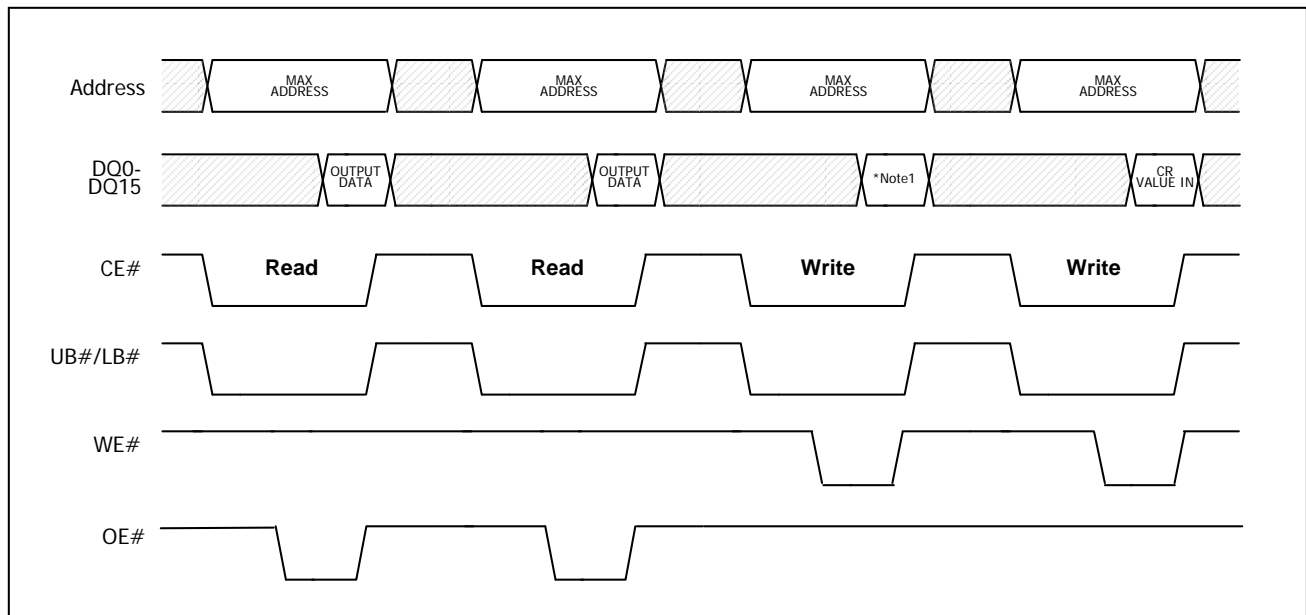 Address
MAX
ADDRESS
MAX
ADDRESS
MAX
ADDRESS
MAX
ADDRESS
DQ0-
DQ15
OUTPUT
DATA
OUTPUT
DATA
*Note1
CR
VALUE IN
CE#
Read
Read
Write
Write
UB#/LB#
WE#
OE#